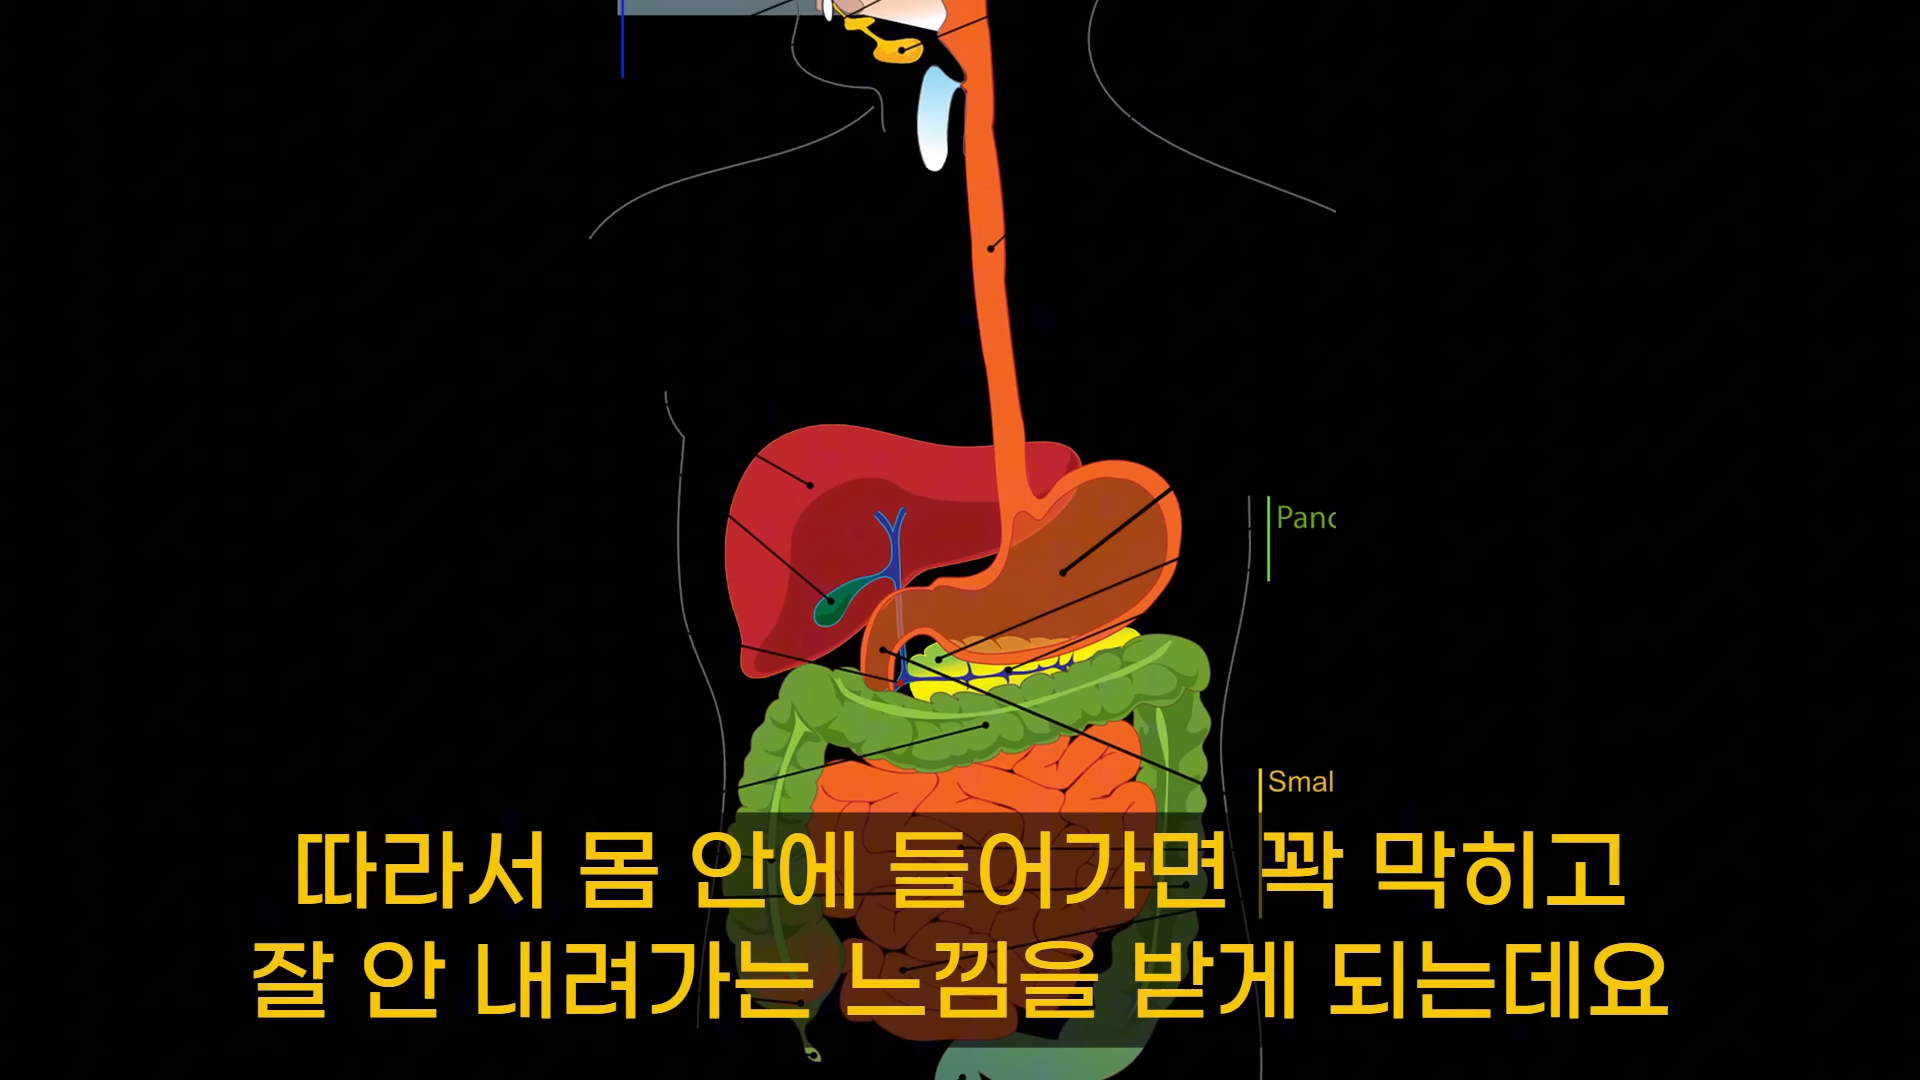 Panc
Smal
따라서 몸 안에 들어가면 꽉 막히고
잘 안 내려가는 느낌을 받게 되는데요